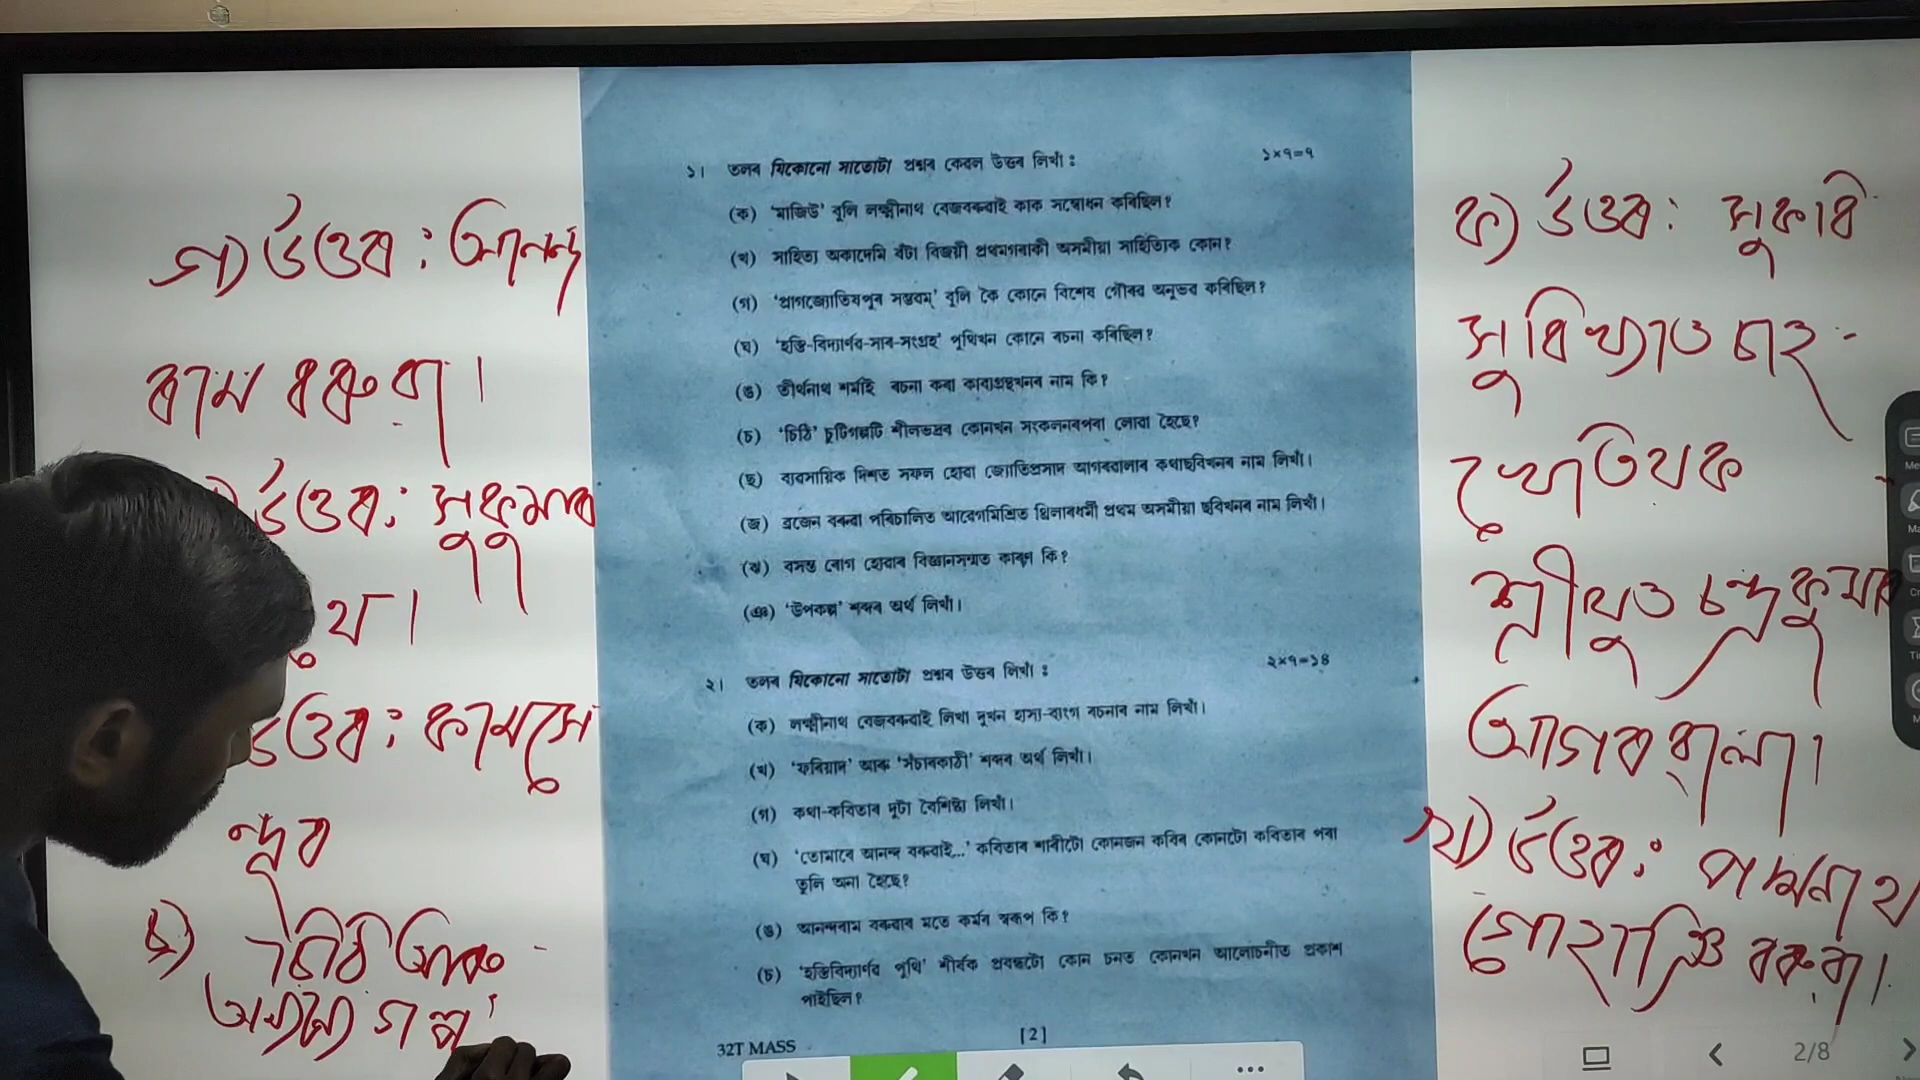 ১। তলৰ যিকোনো সাতোটা প্ৰশ্নৰ কেৱল উত্তৰ লিখাঁ : ১×৭=৭
(ক) ‘মাজিউ’ বুলি লক্ষ্মীনাথ বেজবৰুৱাই কাক সম্বোধন কৰিছিল?
(খ) সাহিত্য অকাদেমি বঁটা বিজয়ী প্ৰথমগৰাকী অসমীয়া সাহিত্যিক কোন?
(গ) ‘প্ৰাগজ্যোতিষপুৰ সম্ভৱম্’ বুলি কৈ কোনে বিশেষ গৌৰৱ অনুভৱ কৰিছিল?
(ঘ) ‘হস্তি-বিদ্যাৰ্ণৱ-সাৰ-সংগ্ৰহ’ পুথিখন কোনে ৰচনা কৰিছিল?
(ঙ) তীৰ্থনাথ শৰ্মাই ৰচনা কৰা কাব্যগ্ৰন্থখনৰ নাম কি?
(চ) ‘চিঠি’ চুটিগল্পটি শীলভদ্ৰৰ কোনখন সংকলনৰপৰা লোৱা হৈছে?
(ছ) ব্যৱসায়িক দিশত সফল হোৱা জ্যোতিপ্ৰসাদ আগৰৱালাৰ কথাছবিখনৰ নাম লিখাঁ।
(জ) ব্ৰজেন বৰুৱা পৰিচালিত আবেগমিশ্ৰিত থ্ৰিলাৰধৰ্মী প্ৰথম অসমীয়া ছবিখনৰ নাম লিখাঁ।
(ঝ) বসন্ত ৰোগ হোৱাৰ বিজ্ঞানসন্মত কাৰণ কি?
(ঞ) ‘উপকল্প’ শব্দৰ অৰ্থ লিখাঁ।
২। তলৰ যিকোনো সাতোটা প্ৰশ্নৰ উত্তৰ লিখাঁ : ২×৭=১৪
(ক) লক্ষ্মীনাথ বেজবৰুৱাই লিখা দুখন হাস্য-ব্যংগ ৰচনাৰ নাম লিখাঁ।
(খ) ‘ফৰিয়াদ’ আৰু ‘সঁচাৰকাঠী’ শব্দৰ অৰ্থ লিখাঁ।
(গ) কথা-কবিতাৰ দুটা বৈশিষ্ট্য লিখাঁ।
(ঘ) ‘তোমাৰে আনন্দ বৰুৱাই...’ কবিতাৰ শাৰীটো কোনজন কবিৰ কোনটো কবিতাৰ পৰা
তুলি অনা হৈছে?
(ঙ) আনন্দৰাম বৰুৱাৰ মতে কৰ্মৰ স্বৰূপ কি?
(চ) ‘হস্তিবিদ্যাৰ্ণৱ পুথি’ শীৰ্ষক প্ৰবন্ধটো কোন চনত কোনখন আলোচনীত প্ৰকাশ
পাইছিল?
32T MASS [2]
গ) উত্তৰ : আনন্দ
ৰাম বৰুৱা।
উত্তৰ : সুকুমাৰ
উত্তৰ :
ন্দ্ৰৰ
চ)
চিঠি আৰু
অন্যান্য গল্প'
ক) উত্তৰ : সুকবি
সুবিখ্যাত চাহ-
খেতিয়ক
শ্ৰীযুত চন্দ্ৰকুমাৰ
আগৰৱালা।
খ) উত্তৰ : পদ্মনাথ
গোহাঞি বৰুৱা।
2/8